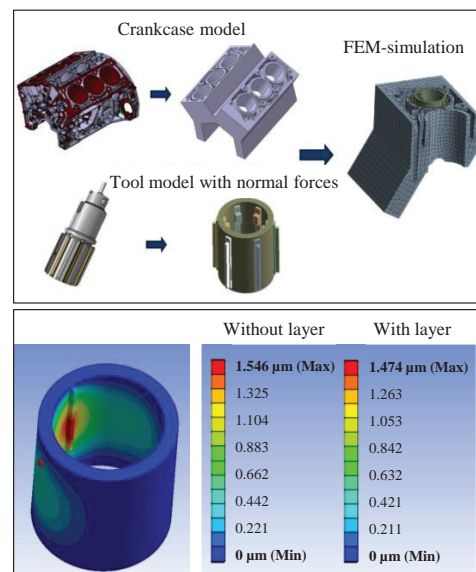 Crankcase model
FEM-simulation
Tool model with normal forces
Without layer
With layer
1.546 µm (Max)
1.325
1.104
0.883
0.662
0.442
0.221
0 µm (Min)
1.474 µm (Max)
1.263
1.053
0.842
0.632
0.421
0.211
0 µm (Min)